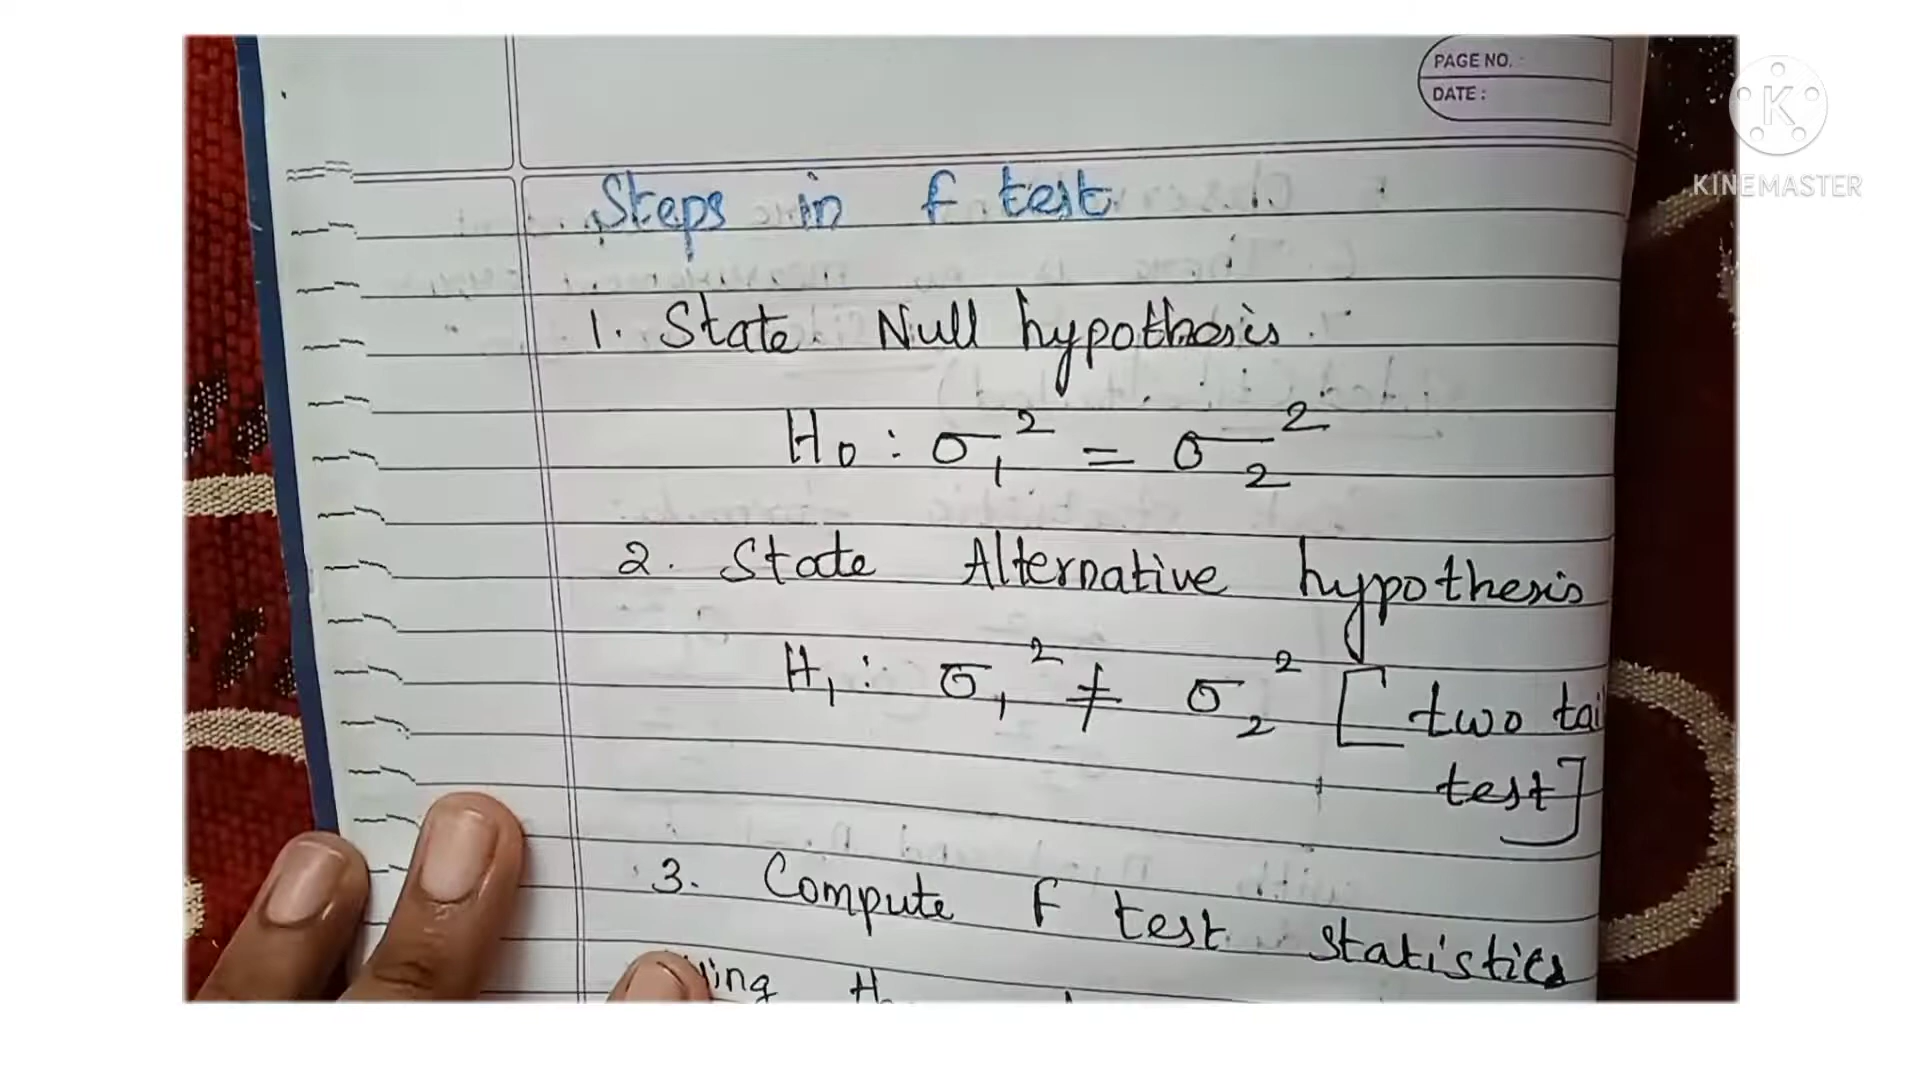 PAGE NO. :
DATE :
KINEMASTER
Steps in f test
1. State Null hypothesis
H0 : σ1² = σ2²
2. State Alternative hypothesis
H1 : σ1² ≠ σ2² [two tai
test]
3. Compute F test statistics